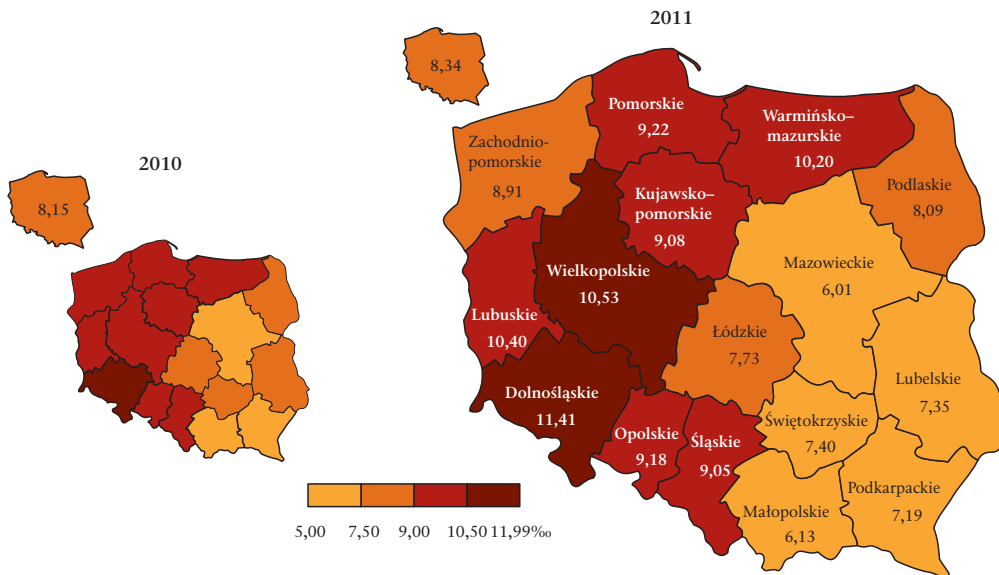 2010
8,15
2011
8,34
Pomorskie
9,22
Warmińsko–
mazurskie
10,20
Zachodnio-
pomorskie
8,91
Podlaskie
8,09
Kujawsko–
pomorskie
9,08
Mazowieckie
6,01
Wielkopolskie
10,53
Lubuskie
10,40
Łódzkie
7,73
Lubelskie
7,35
Dolnośląskie
11,41
Świętokrzyskie
7,40
Opolskie
9,18
Śląskie
9,05
Podkarpackie
7,19
Małopolskie
6,13
5,00 7,50 9,00 10,50 11,99‰